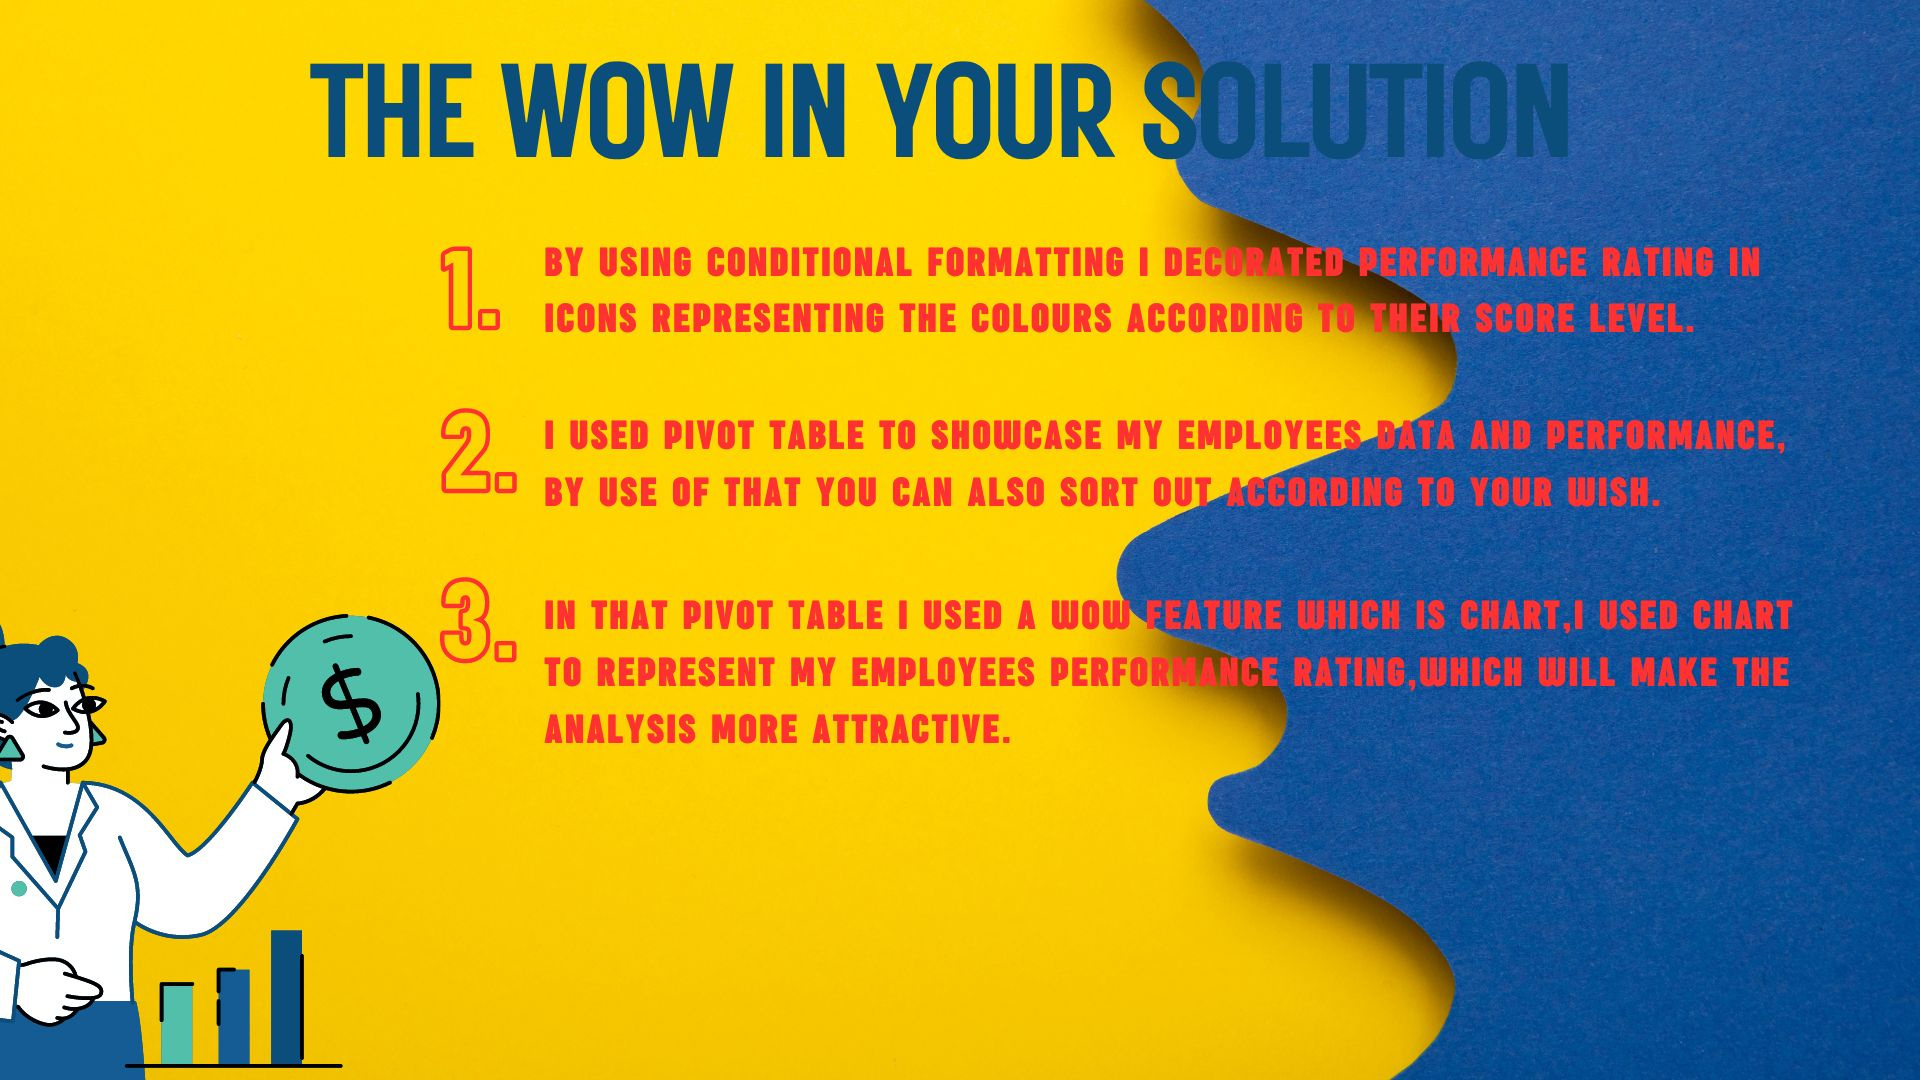 THE WOW IN YOUR SOLUTION
1. BY USING CONDITIONAL FORMATTING I DECORATED PERFORMANCE RATING IN
ICONS REPRESENTING THE COLOURS ACCORDING TO THEIR SCORE LEVEL.
2. I USED PIVOT TABLE TO SHOWCASE MY EMPLOYEES DATA AND PERFORMANCE,
BY USE OF THAT YOU CAN ALSO SORT OUT ACCORDING TO YOUR WISH.
3. IN THAT PIVOT TABLE I USED A WOW FEATURE WHICH IS CHART,I USED CHART
TO REPRESENT MY EMPLOYEES PERFORMANCE RATING,WHICH WILL MAKE THE
ANALYSIS MORE ATTRACTIVE.
$